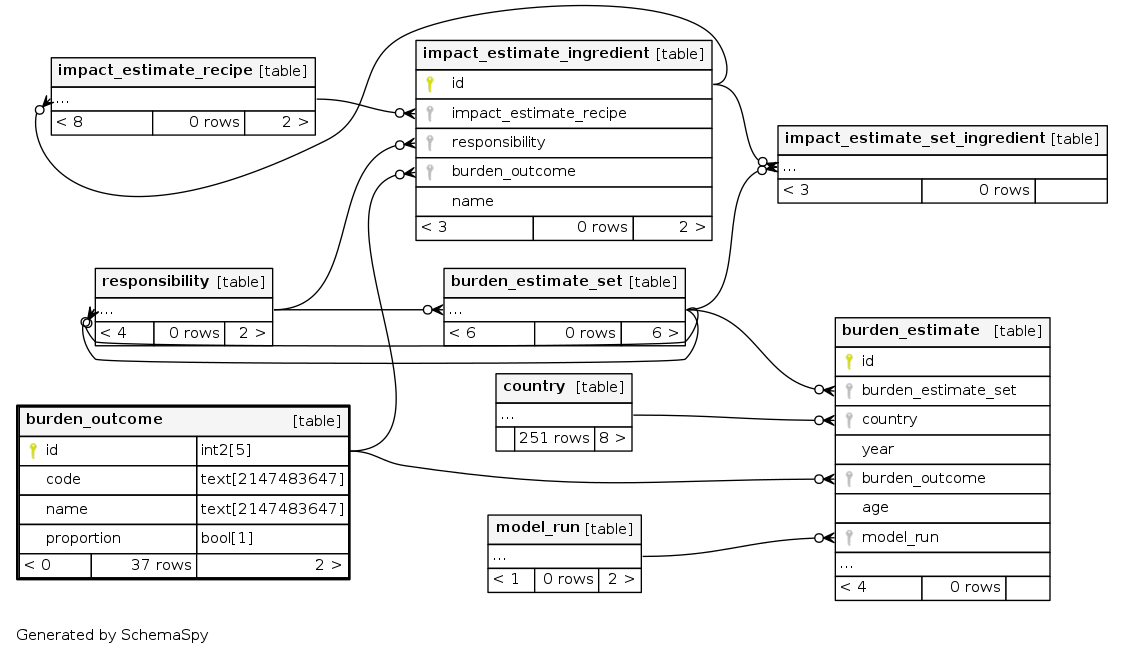 impact_estimate_recipe [table]
...
< 8 0 rows 2 >
impact_estimate_ingredient [table]
id
impact_estimate_recipe
responsibility
burden_outcome
name
< 3 0 rows 2 >
impact_estimate_set_ingredient [table]
...
< 3 0 rows
responsibility [table]
...
< 4 0 rows 2 >
burden_estimate_set [table]
...
< 6 0 rows 6 >
burden_estimate [table]
id
burden_estimate_set
country
year
burden_outcome
age
model_run
...
< 4 0 rows
country [table]
...
251 rows 8 >
burden_outcome [table]
id int2[5]
code text[2147483647]
name text[2147483647]
proportion bool[1]
< 0 37 rows 2 >
model_run [table]
...
< 1 0 rows 2 >
Generated by SchemaSpy